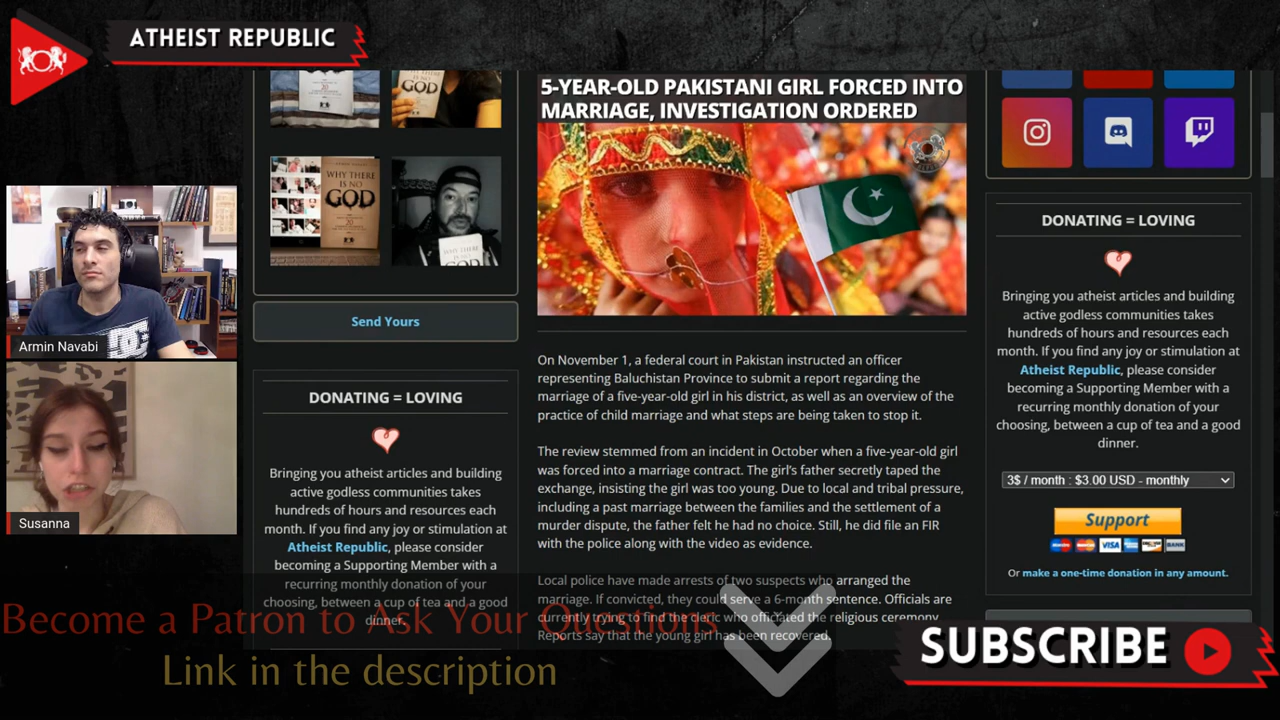 ATHEIST REPUBLIC
WHY THERE
IS NO
GOD
5-YEAR-OLD PAKISTANI GIRL FORCED INTO
MARRIAGE, INVESTIGATION ORDERED
Send Yours
Armin Navabi
Susanna
DONATING = LOVING
Bringing you atheist articles and building
active godless communities takes
hundreds of hours and resources each
month. If you find any joy or stimulation at
Atheist Republic, please consider
becoming a Supporting Member with a
recurring monthly donation of your
choosing, between a cup of tea and a good
dinner.
On November 1, a federal court in Pakistan instructed an officer
representing Baluchistan Province to submit a report regarding the
marriage of a five-year-old girl in his district, as well as an overview of the
practice of child marriage and what steps are being taken to stop it.
The review stemmed from an incident in October when a five-year-old girl
was forced into a marriage contract. The girl's father secretly taped the
exchange, insisting the girl was too young. Due to local and tribal pressure,
including a past marriage between the families and the settlement of a
murder dispute, the father felt he had no choice. Still, he did file an FIR
with the police along with the video as evidence.
Local police have made arrests of two suspects who arranged the
marriage. If convicted, they could serve a 6-month sentence. Officials are
currently trying to find the cleric who officiated the religious ceremony.
Reports say that the young girl has been recovered.
DONATING = LOVING
Bringing you atheist articles and building
active godless communities takes
hundreds of hours and resources each
month. If you find any joy or stimulation at
Atheist Republic, please consider
becoming a Supporting Member with a
recurring monthly donation of your
choosing, between a cup of tea and a good
dinner.
3$ / month : $3.00 USD - monthly
Support
VISA
BANK
Or make a one-time donation in any amount.
Become a Patron to Ask Your Questions
Link in the description
SUBSCRIBE